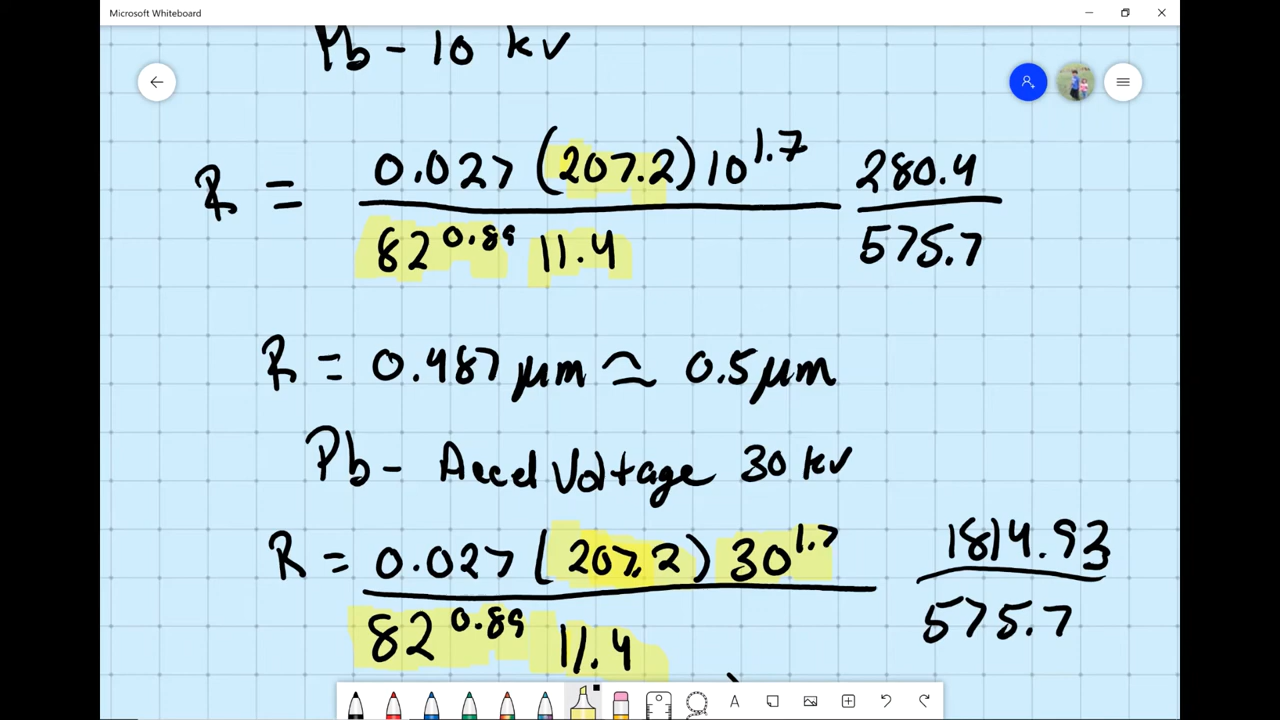 Microsoft Whiteboard
Pb - 10 kv
R = 0.027 (207.2) 10^1.7 / 82^0.89 11.4 280.4 / 575.7
R = 0.487 μm ≃ 0.5 μm
Pb - Accel Voltage 30 kv
R = 0.027 (207.2) 30^1.7 / 82^0.89 11.4 1814.93 / 575.7
A